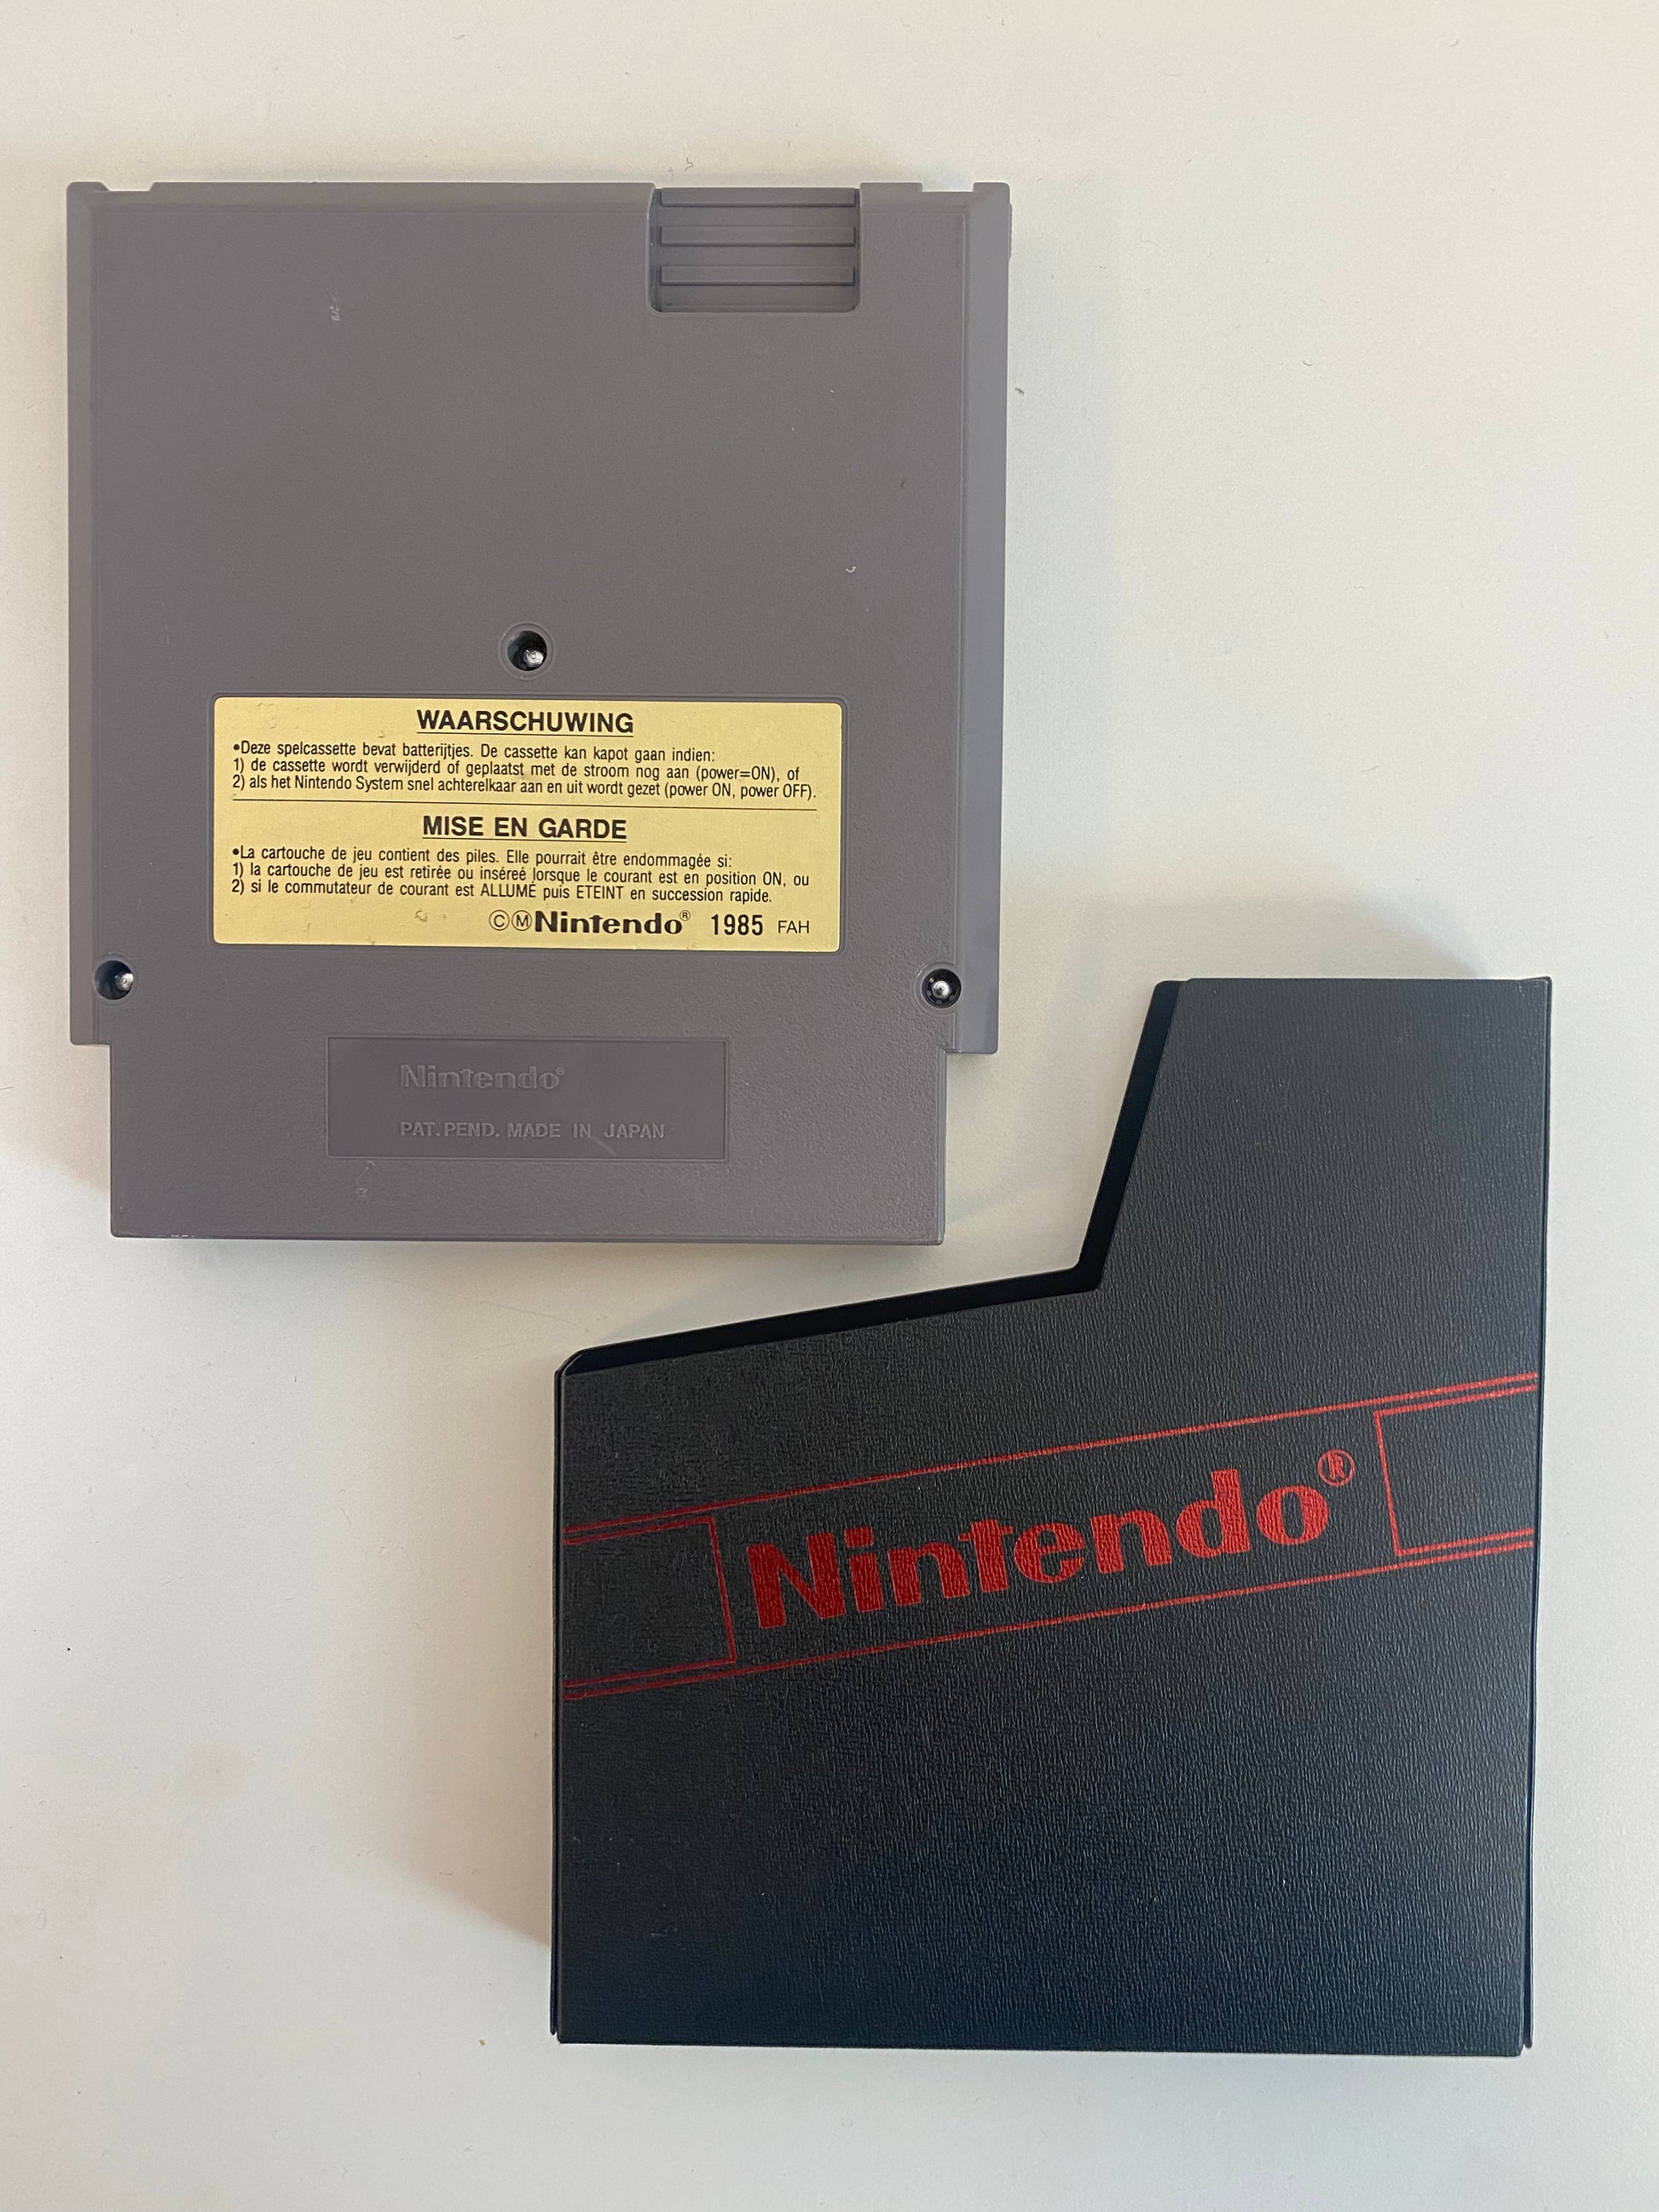 WAARSCHUWING
•Deze spelcassette bevat batterijtjes. De cassette kan kapot gaan indien:
1) de cassette wordt verwijderd of geplaatst met de stroom nog aan (power=ON), of
2) als het Nintendo System snel achterelkaar aan en uit wordt gezet (power ON, power OFF).
MISE EN GARDE
•La cartouche de jeu contient des piles. Elle pourrait être endommagée si:
1) la cartouche de jeu est retirée ou inséreé lorsque le courant est en position ON, ou
2) si le commutateur de courant est ALLUMÉ puis ETEINT en succession rapide.
ⒸⓂNintendo® 1985 FAH
Nintendo®
PAT. PEND. MADE IN JAPAN
Nintendo®